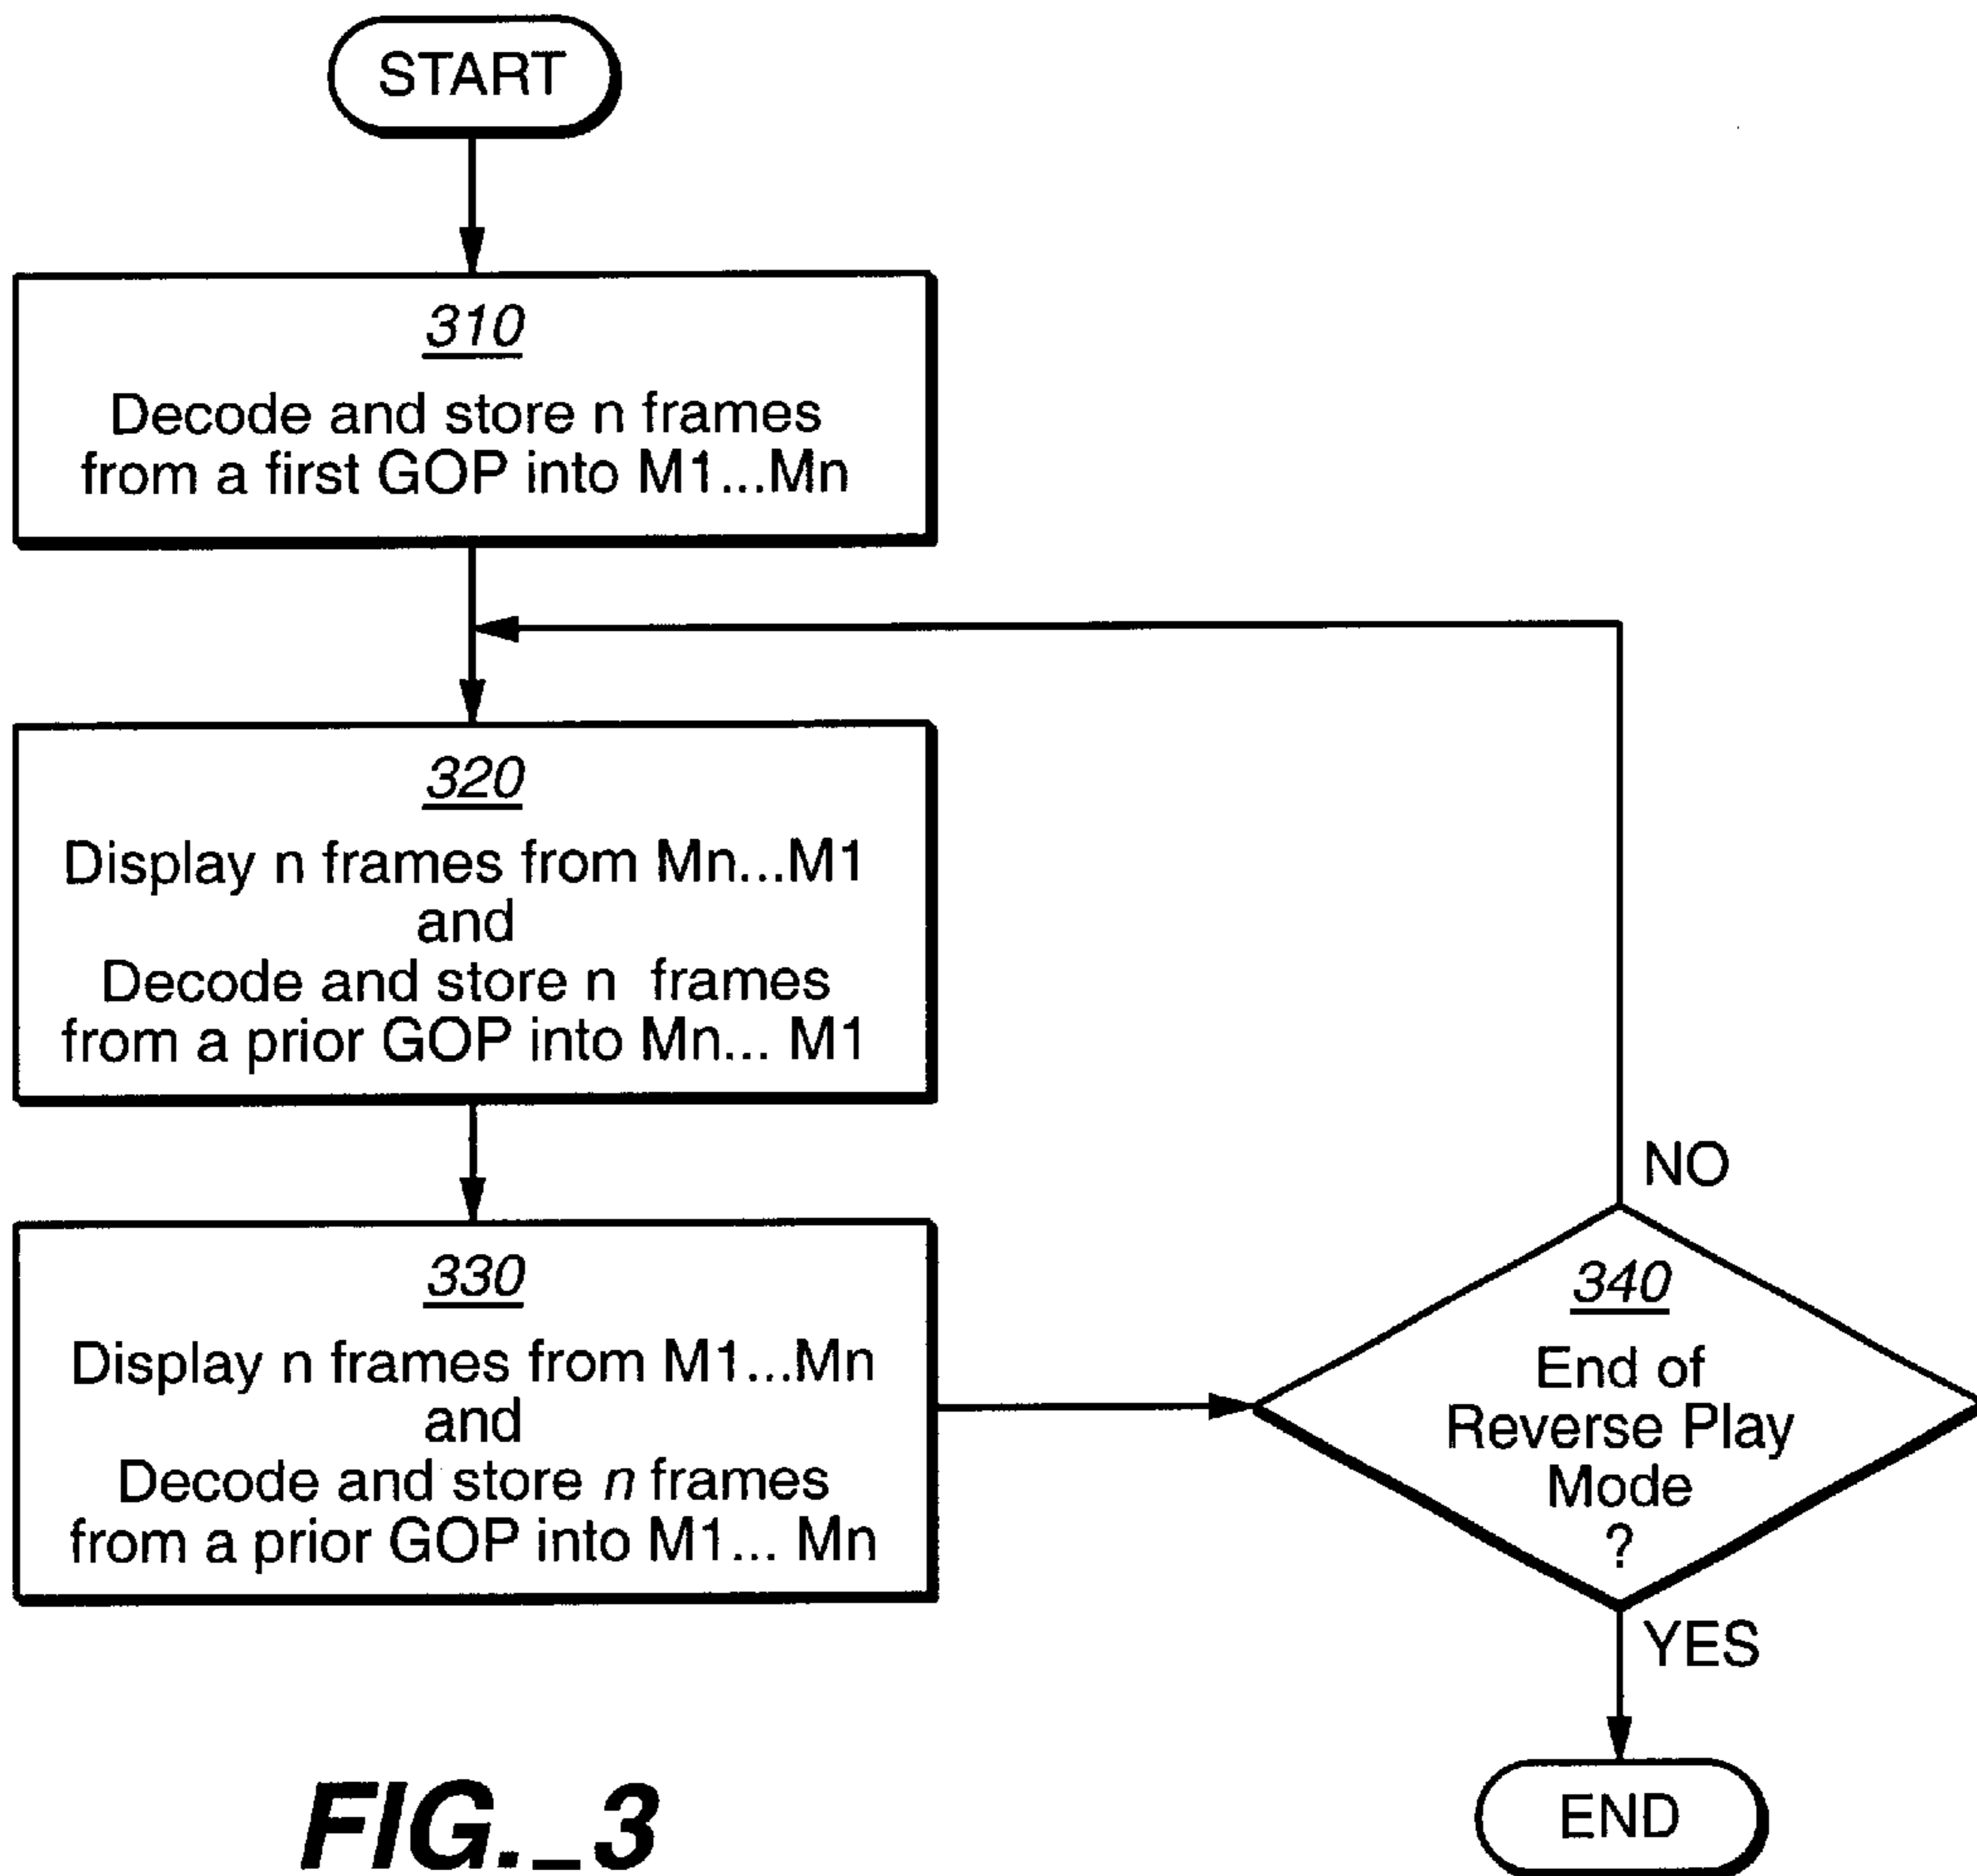 START
310
Decode and store n frames
from a first GOP into M1...Mn
320
Display n frames from Mn...M1
and
Decode and store n frames
from a prior GOP into Mn... M1
330
Display n frames from M1...Mn
and
Decode and store n frames
from a prior GOP into M1... Mn
NO
340
End of
Reverse Play
Mode
?
YES
END
FIG._3